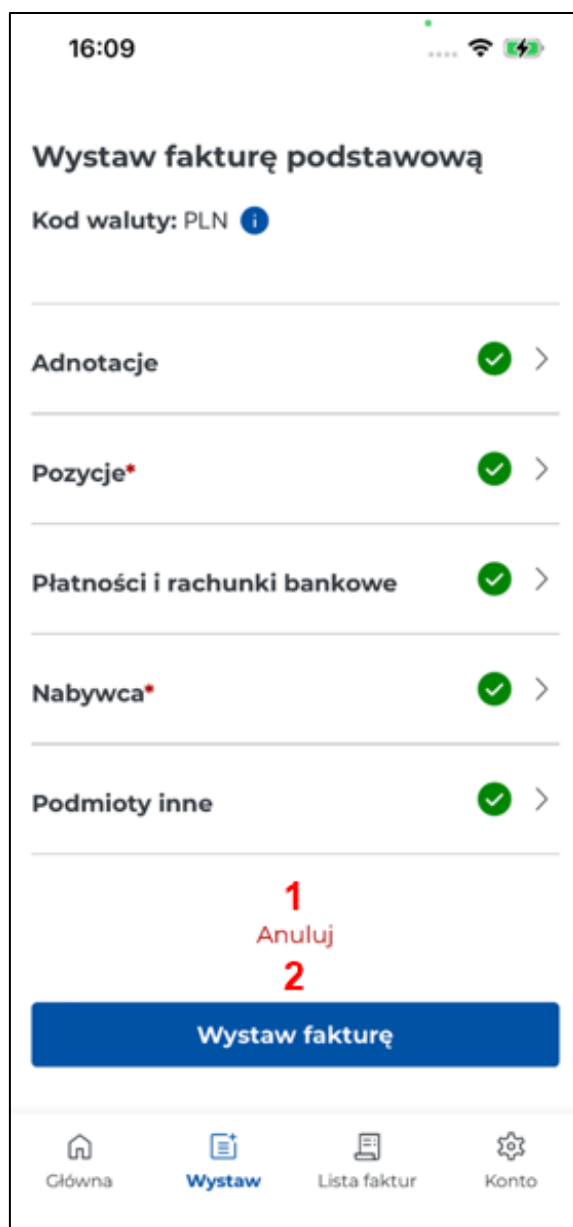 16:09
Wystaw fakturę podstawową
Kod waluty: PLN i
Adnotacje
Pozycje*
Płatności i rachunki bankowe
Nabywca*
Podmioty inne
1
Anuluj
2
Wystaw fakturę
Główna Wystaw Lista faktur Konto